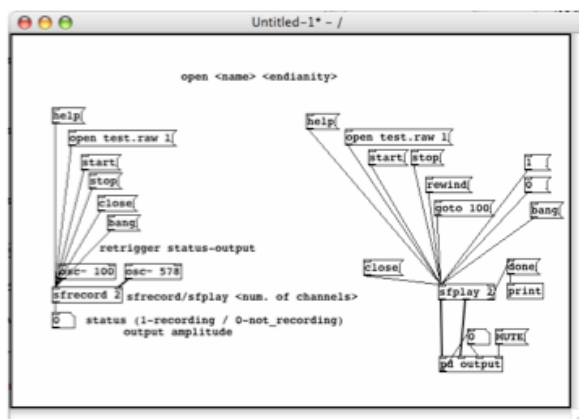 Untitled-1* - /
open <name> <endianity>
help
open test.raw 1
start
stop
close
bang
retrigger status-output
osc~ 100
osc~ 578
sfrecord 2
sfrecord/sfplay <num. of channels>
0
status (1-recording / 0-not_recording)
output amplitude
help
open test.raw 1
start
stop
1
0
rewind
goto 100
bang
close
done
sfplay 2
print
0
MUTE
pd output